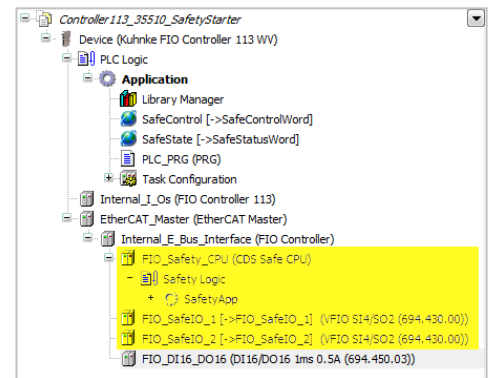 Controller113_35510_SafetyStarter
Device (Kuhnke FIO Controller 113 WV)
PLC Logic
Application
Library Manager
SafeControl [->SafeControlWord]
SafeState [->SafeStatusWord]
PLC_PRG (PRG)
Task Configuration
Internal_I_Os (FIO Controller 113)
EtherCAT_Master (EtherCAT Master)
Internal_E_Bus_Interface (FIO Controller)
FIO_Safety_CPU (CDS Safe CPU)
Safety Logic
SafetyApp
FIO_SafeIO_1 [->FIO_SafeIO_1] (VFIO SI4/SO2 (694.430.00))
FIO_SafeIO_2 [->FIO_SafeIO_2] (VFIO SI4/SO2 (694.430.00))
FIO_DI16_DO16 (DI16/DO16 1ms 0.5A (694.450.03))